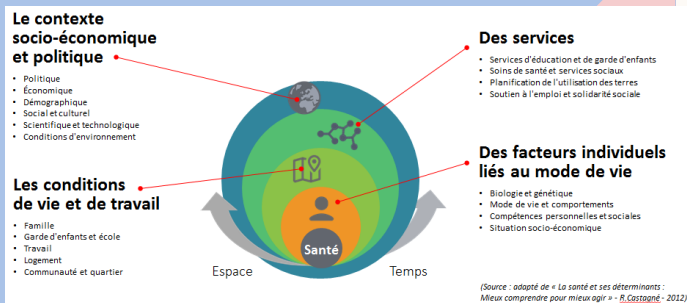 Le contexte
socio-économique
et politique
• Politique
• Économique
• Démographique
• Social et culturel
• Scientifique et technologique
• Conditions d'environnement
Les conditions
de vie et de travail
• Famille
• Garde d'enfants et école
• Travail
• Logement
• Communauté et quartier
Santé
Espace
Temps
Des services
• Services d'éducation et de garde d'enfants
• Soins de santé et services sociaux
• Planification de l'utilisation des terres
• Soutien à l'emploi et solidarité sociale
Des facteurs individuels
liés au mode de vie
• Biologie et génétique
• Mode de vie et comportements
• Compétences personnelles et sociales
• Situation socio-économique
(Source : adapté de « La santé et ses déterminants :
Mieux comprendre pour mieux agir » - R.Castagné - 2012)